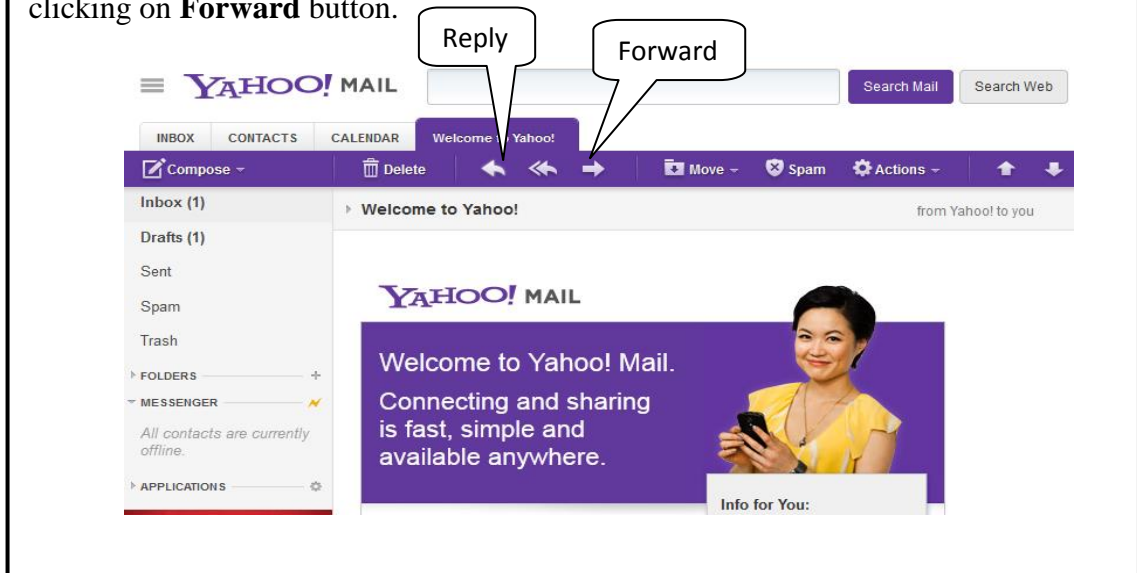 clicking on Forward button.
Reply
Forward
YAHOO! MAIL
Search Mail
Search Web
INBOX CONTACTS CALENDAR Welcome to Yahoo!
Compose Delete Move Spam Actions
Inbox (1)
Welcome to Yahoo! from Yahoo! to you
Drafts (1)
Sent
Spam
Trash
FOLDERS
MESSENGER
All contacts are currently
offline.
APPLICATIONS
YAHOO! MAIL
Welcome to Yahoo! Mail.
Connecting and sharing
is fast, simple and
available anywhere.
Info for You: